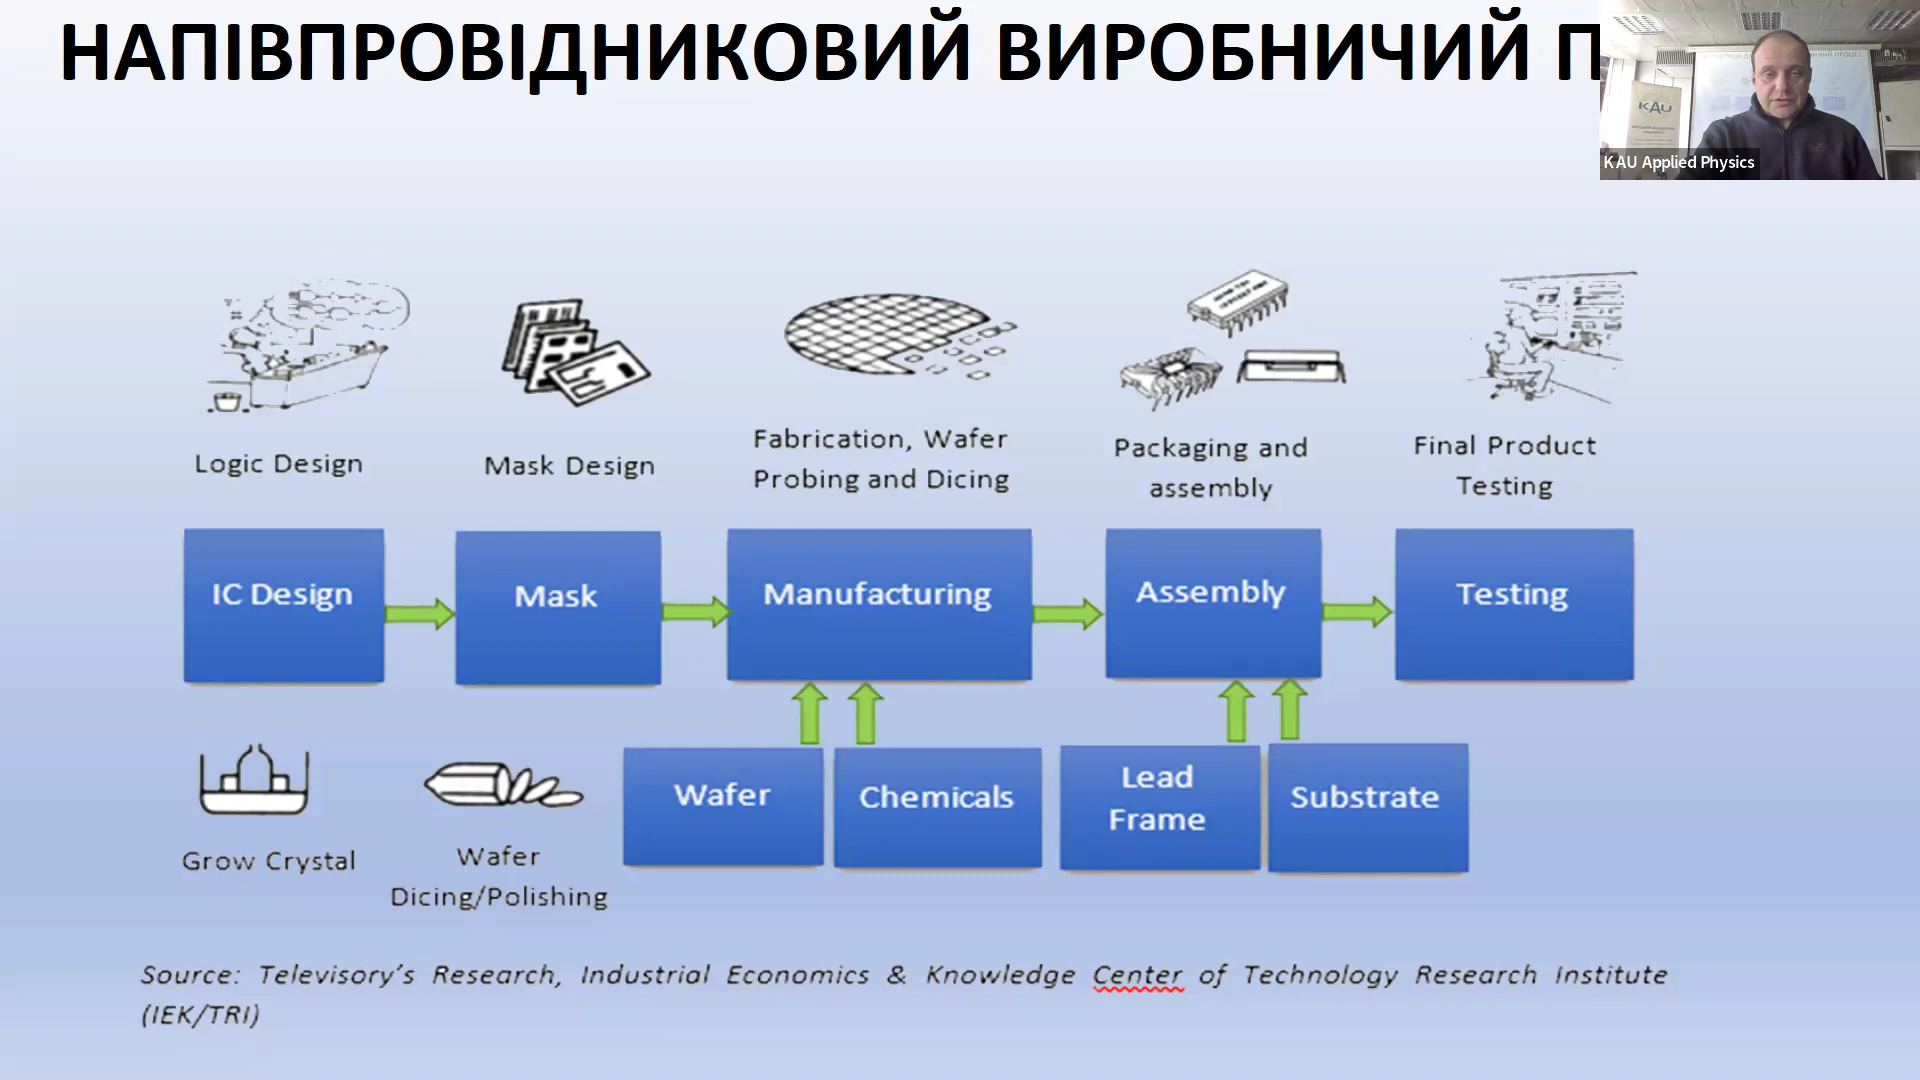 НАПІВПРОВІДНИКОВИЙ ВИРОБНИЧИЙ П
KAU
KAU Applied Physics
Logic Design
Mask Design
Fabrication, Wafer
Probing and Dicing
Packaging and
assembly
Final Product
Testing
IC Design
Mask
Manufacturing
Assembly
Testing
Wafer
Chemicals
Lead
Frame
Substrate
Grow Crystal
Wafer
Dicing/Polishing
Source: Televisory's Research, Industrial Economics & Knowledge Center of Technology Research Institute
(IEK/TRI)